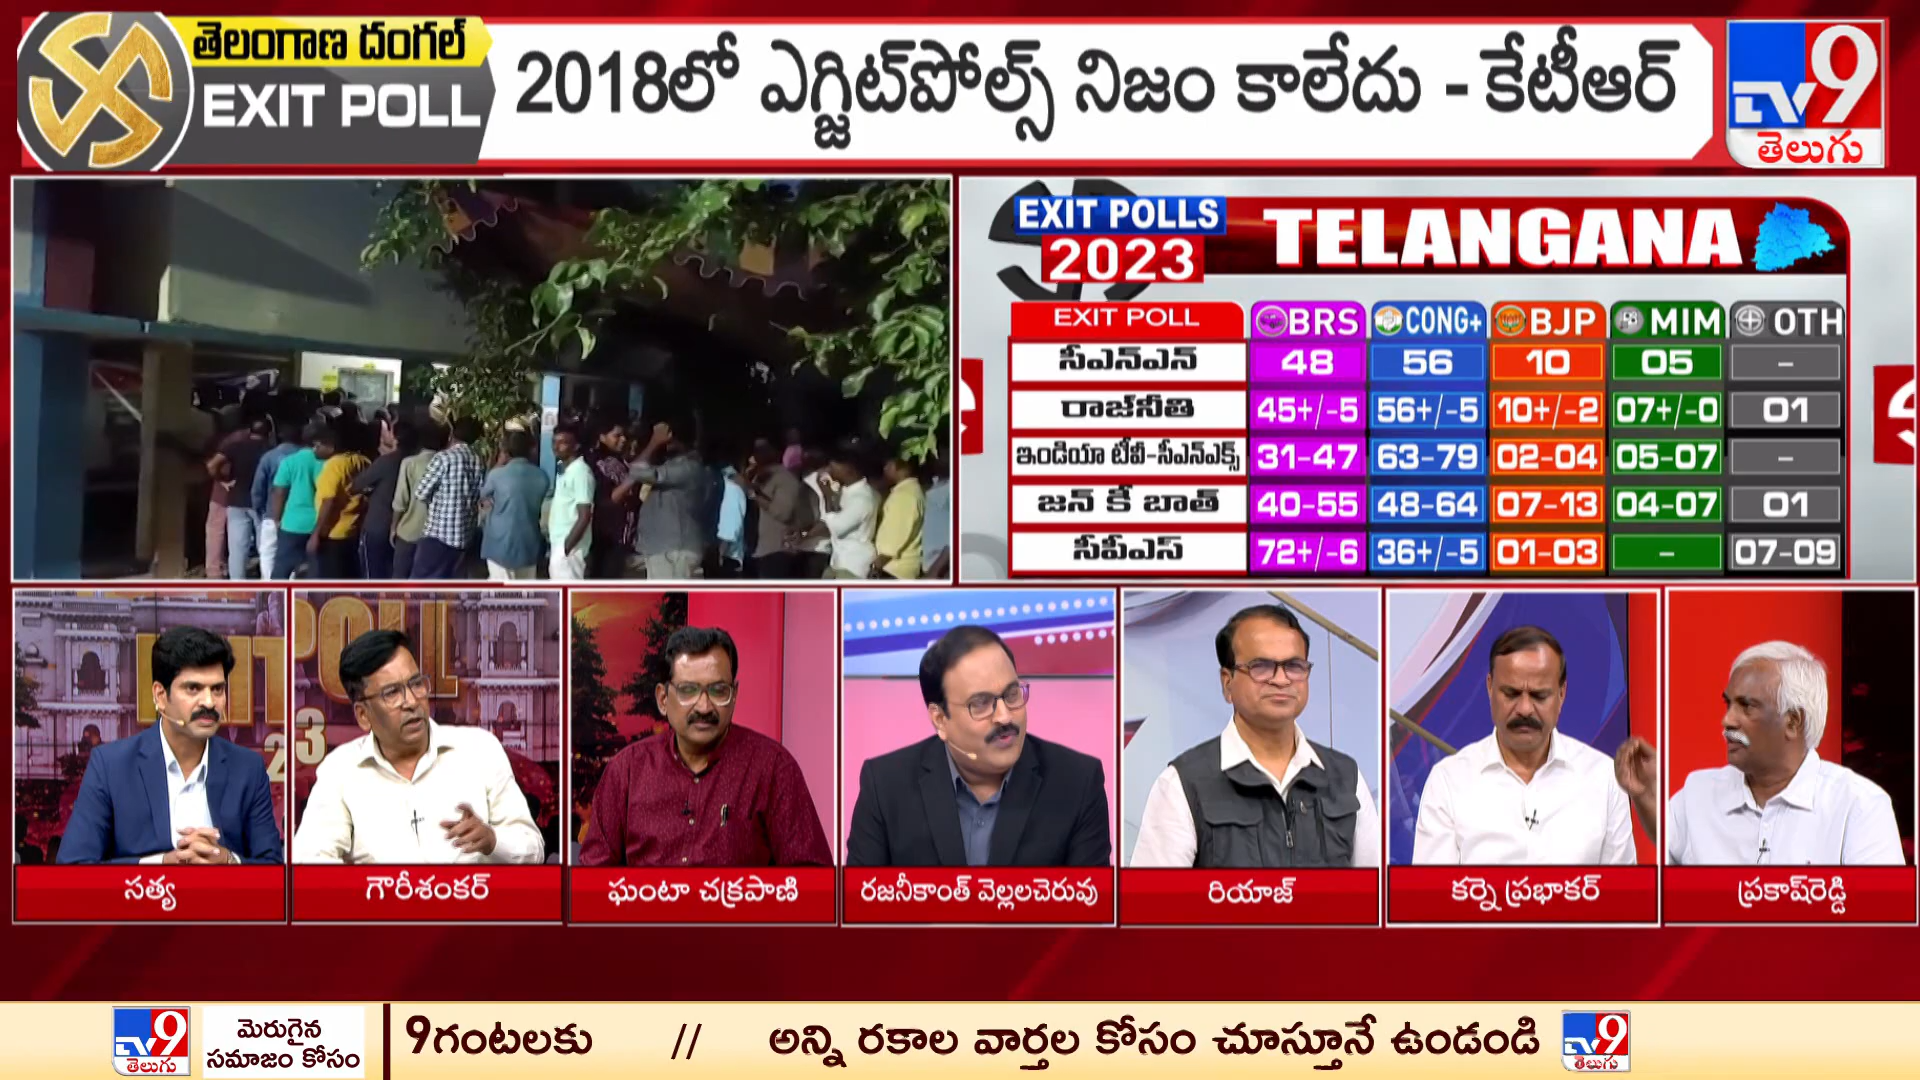 తెలంగాణ దంగల్
EXIT POLL
2018లో ఎగ్జిట్‌పోల్స్ నిజం కాలేదు - కేటీఆర్
TV9
తెలుగు
EXIT POLLS
2023
TELANGANA
EXIT POLL BRS CONG+ BJP MIM OTH
సీఎన్ఎన్ 48 56 10 05 -
రాజ్‌నీతి 45+/-5 56+/-5 10+/-2 07+/-0 01
ఇండియా టీవీ-సీఎన్ఎక్స్ 31-47 63-79 02-04 05-07 -
జన్ కీ బాత్ 40-55 48-64 07-13 04-07 01
సీపీఎస్ 72+/-6 36+/-5 01-03 - 07-09
సత్య
గౌరీశంకర్
ఘంటా చక్రపాణి
రజనీకాంత్ వెల్లలచెరువు
రియాజ్
కర్నె ప్రభాకర్
ప్రకాష్‌రెడ్డి
TV9
తెలుగు
మెరుగైన
సమాజం కోసం
9గంటలకు // అన్ని రకాల వార్తల కోసం చూస్తూనే ఉండండి
TV9
తెలుగు